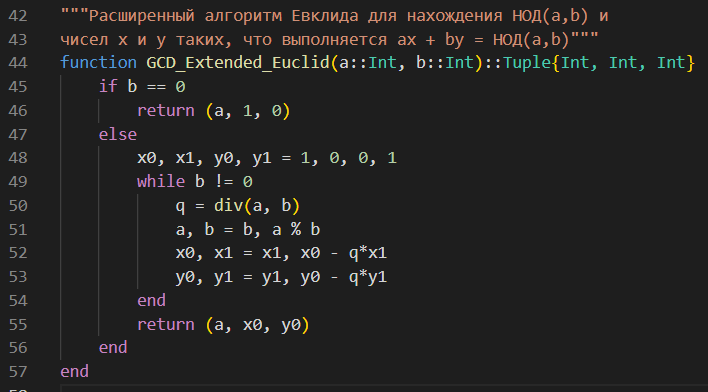 42 """Расширенный алгоритм Евклида для нахождения НОД(a,b) и
43 чисел x и y таких, что выполняется ax + by = НОД(a,b)"""
44 function GCD_Extended_Euclid(a::Int, b::Int)::Tuple{Int, Int, Int}
45     if b == 0
46         return (a, 1, 0)
47     else
48         x0, x1, y0, y1 = 1, 0, 0, 1
49         while b != 0
50             q = div(a, b)
51             a, b = b, a % b
52             x0, x1 = x1, x0 - q*x1
53             y0, y1 = y1, y0 - q*y1
54         end
55         return (a, x0, y0)
56     end
57 end